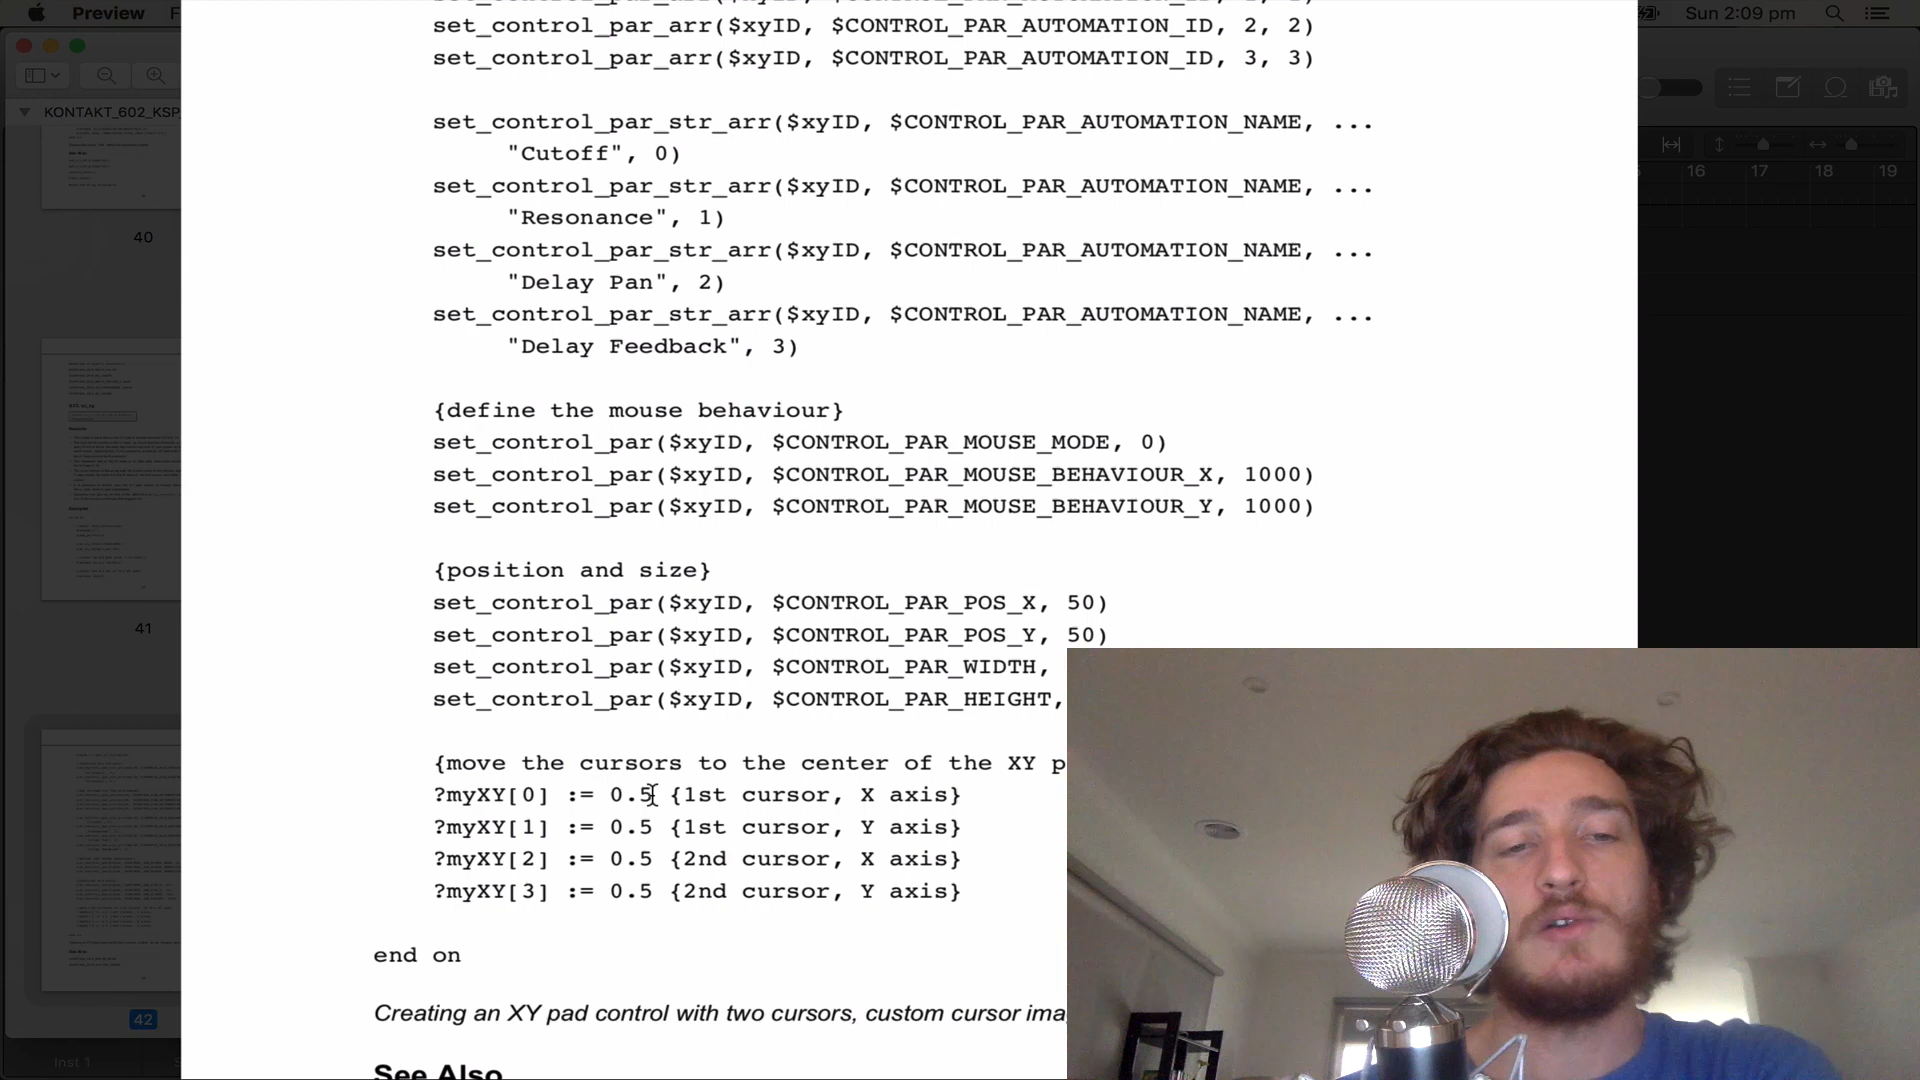 Preview
Sun 2:09 pm
KONTAKT_602_KSP
16 17 18 19
set_control_par_arr($xyID, $CONTROL_PAR_AUTOMATION_ID, 2, 2)
set_control_par_arr($xyID, $CONTROL_PAR_AUTOMATION_ID, 3, 3)
set_control_par_str_arr($xyID, $CONTROL_PAR_AUTOMATION_NAME, ...
"Cutoff", 0)
set_control_par_str_arr($xyID, $CONTROL_PAR_AUTOMATION_NAME, ...
"Resonance", 1)
set_control_par_str_arr($xyID, $CONTROL_PAR_AUTOMATION_NAME, ...
"Delay Pan", 2)
set_control_par_str_arr($xyID, $CONTROL_PAR_AUTOMATION_NAME, ...
"Delay Feedback", 3)
{define the mouse behaviour}
set_control_par($xyID, $CONTROL_PAR_MOUSE_MODE, 0)
set_control_par($xyID, $CONTROL_PAR_MOUSE_BEHAVIOUR_X, 1000)
set_control_par($xyID, $CONTROL_PAR_MOUSE_BEHAVIOUR_Y, 1000)
{position and size}
set_control_par($xyID, $CONTROL_PAR_POS_X, 50)
set_control_par($xyID, $CONTROL_PAR_POS_Y, 50)
set_control_par($xyID, $CONTROL_PAR_WIDTH,
set_control_par($xyID, $CONTROL_PAR_HEIGHT,
{move the cursors to the center of the XY p
?myXY[0] := 0.5 {1st cursor, X axis}
?myXY[1] := 0.5 {1st cursor, Y axis}
?myXY[2] := 0.5 {2nd cursor, X axis}
?myXY[3] := 0.5 {2nd cursor, Y axis}
end on
Creating an XY pad control with two cursors, custom cursor ima
See Also
40
41
42
Inst 1